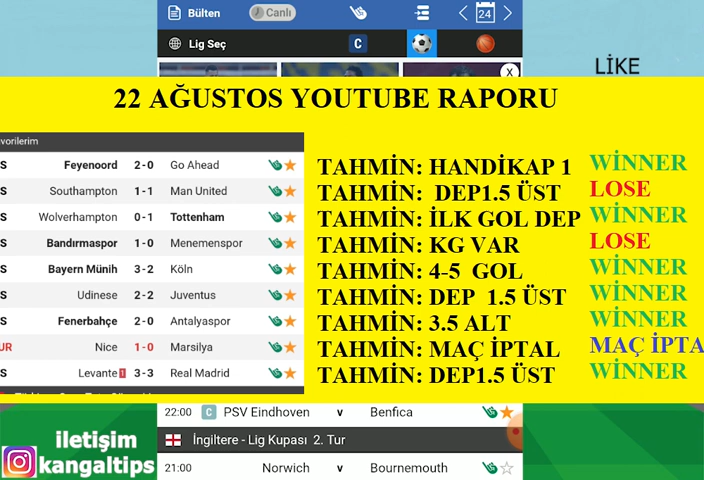 Bülten Canlı 24
Lig Seç C
LİKE
X
22 AĞUSTOS YOUTUBE RAPORU
vorilerim
S Feyenoord 2-0 Go Ahead TAHMİN: HANDİKAP 1 WİNNER
S Southampton 1-1 Man United TAHMİN: DEP1.5 ÜST LOSE
S Wolverhampton 0-1 Tottenham TAHMİN: İLK GOL DEP WİNNER
S Bandırmaspor 1-0 Menemenspor TAHMİN: KG VAR LOSE
S Bayern Münih 3-2 Köln TAHMİN: 4-5 GOL WİNNER
S Udinese 2-2 Juventus TAHMİN: DEP 1.5 ÜST WİNNER
S Fenerbahçe 2-0 Antalyaspor TAHMİN: 3.5 ALT WİNNER
UR Nice 1-0 Marsilya TAHMİN: MAÇ İPTAL MAÇ İPTA
S Levante 1 3-3 Real Madrid TAHMİN: DEP1.5 ÜST WİNNER
22:00 C PSV Eindhoven v Benfica
İngiltere - Lig Kupası 2. Tur
21:00 Norwich v Bournemouth
iletişim
kangaltips